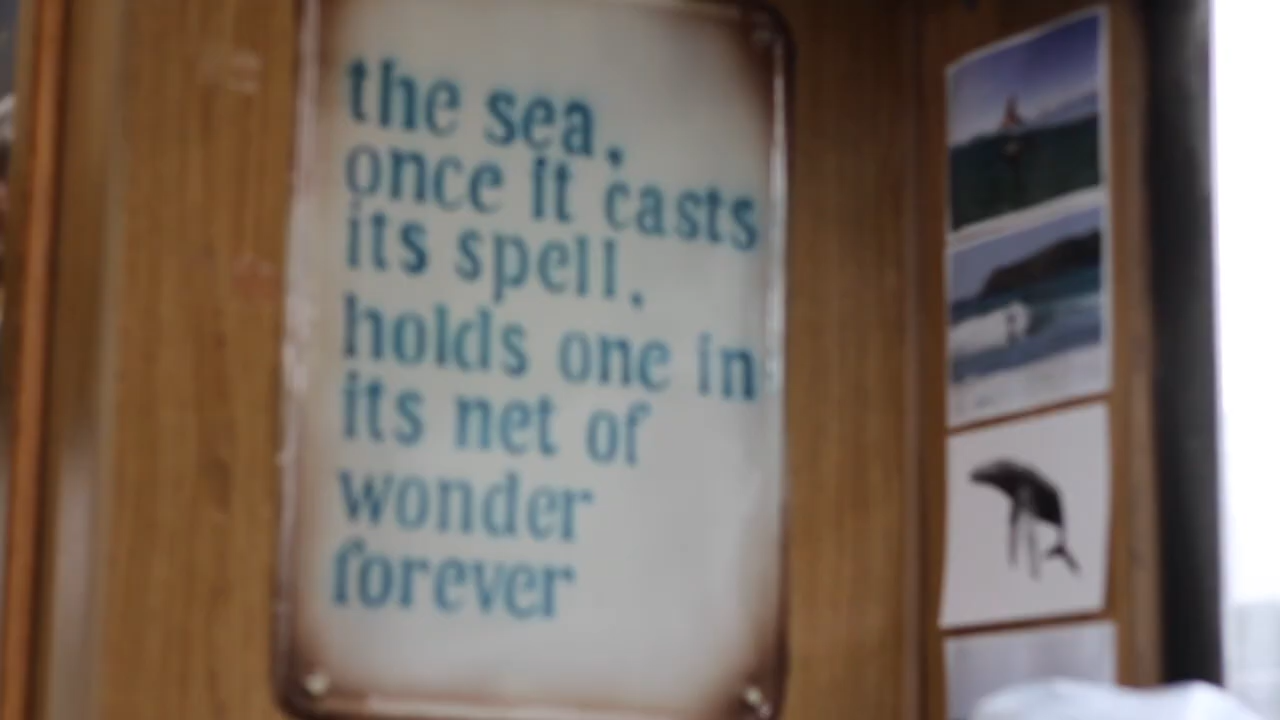 the sea,
once it casts
its spell,
holds one in
its net of
wonder
forever